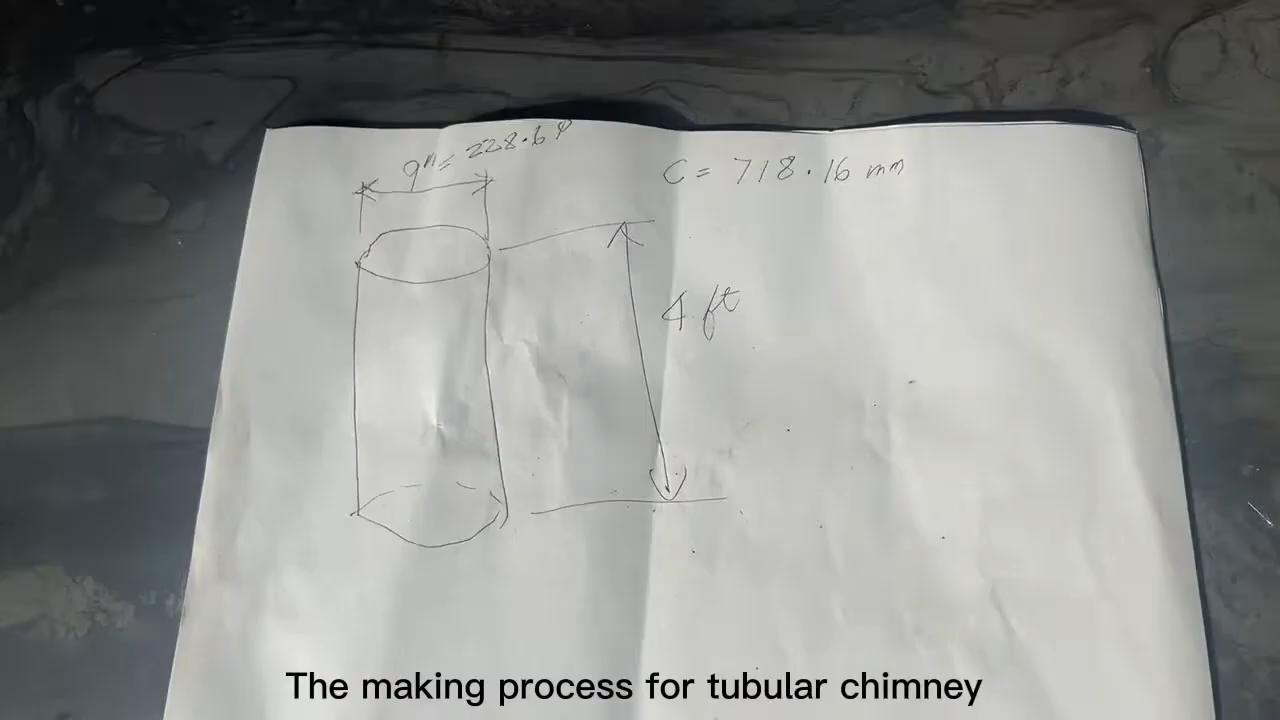 9"= 228.6 φ
C = 718.16 mm
4 ft
The making process for tubular chimney